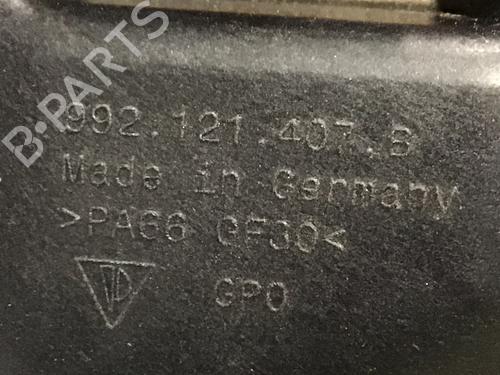 B-PARTS
992.121.407.B
Made in Germany
>PA66 GF30<
GPO